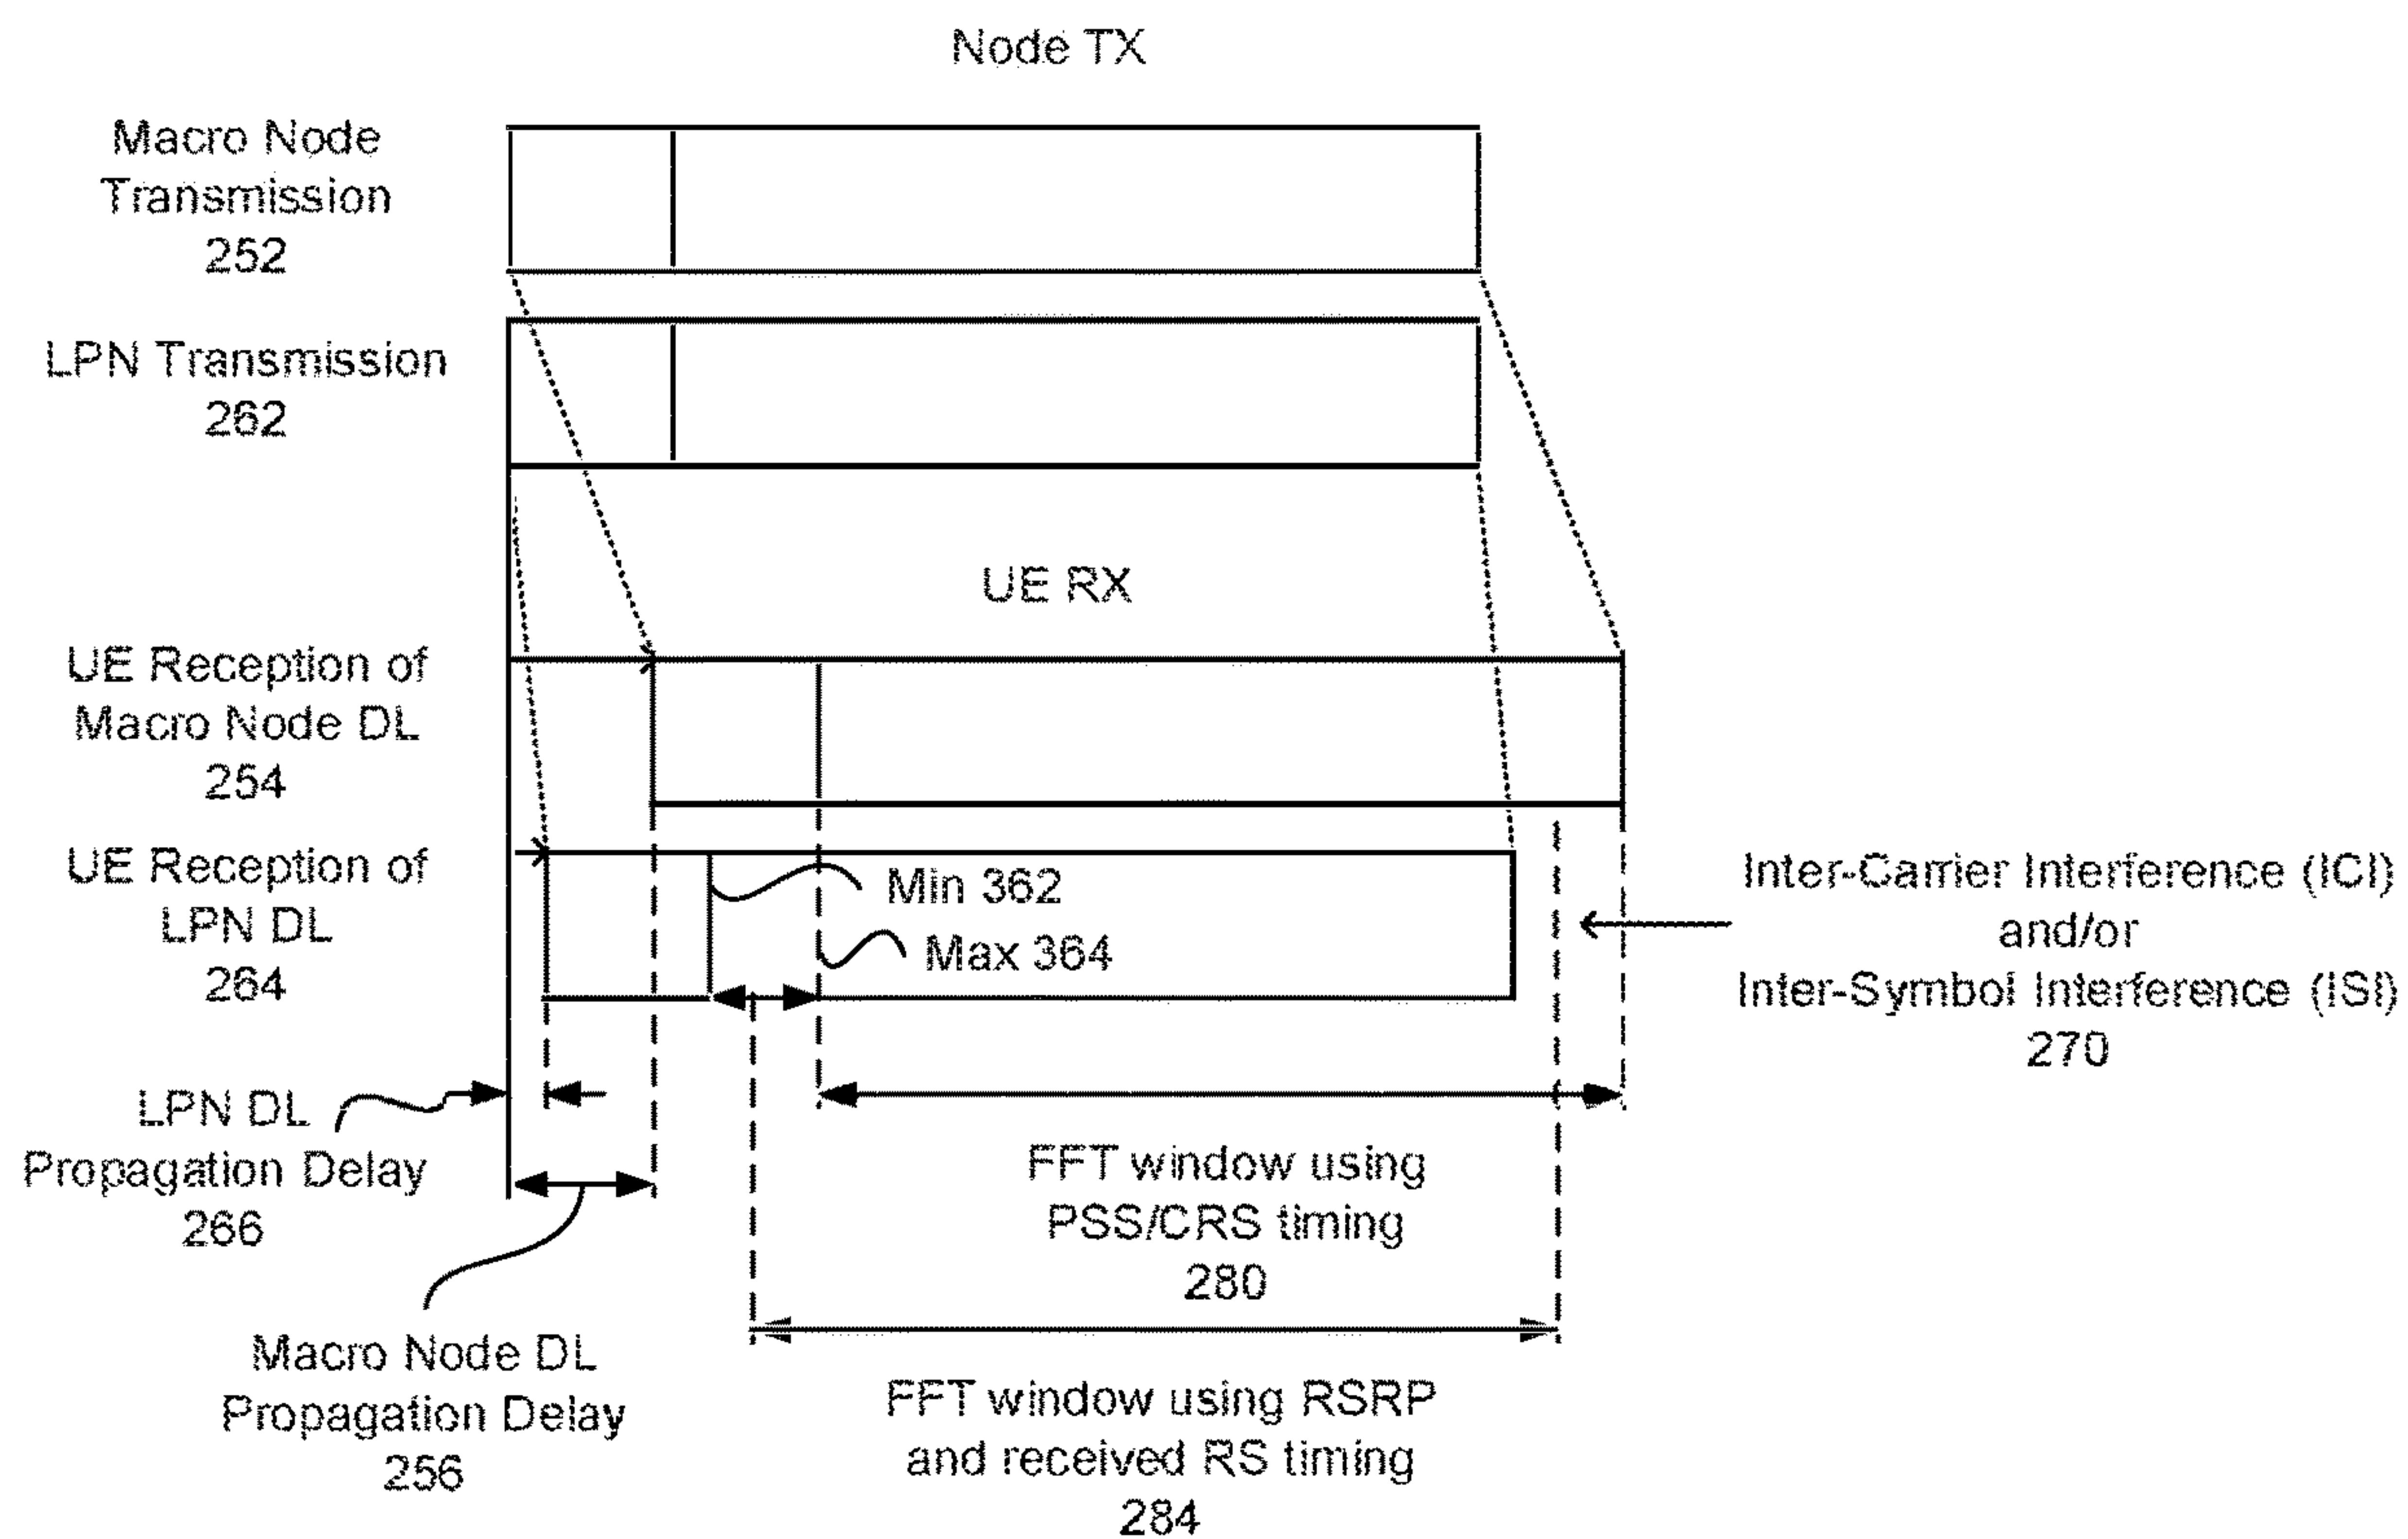 Node TX
Macro Node
Transmission
252
LPN Transmission
262
UE RX
UE Reception of
Macro Node DL
254
UE Reception of
LPN DL
264
Min 362
Max 364
Inter-Carrier Interference (ICI)
and/or
Inter-Symbol Interference (ISI)
270
LPN DL
Propagation Delay
266
FFT window using
PSS/CRS timing
280
Macro Node DL
Propagation Delay
256
FFT window using RSRP
and received RS timing
284